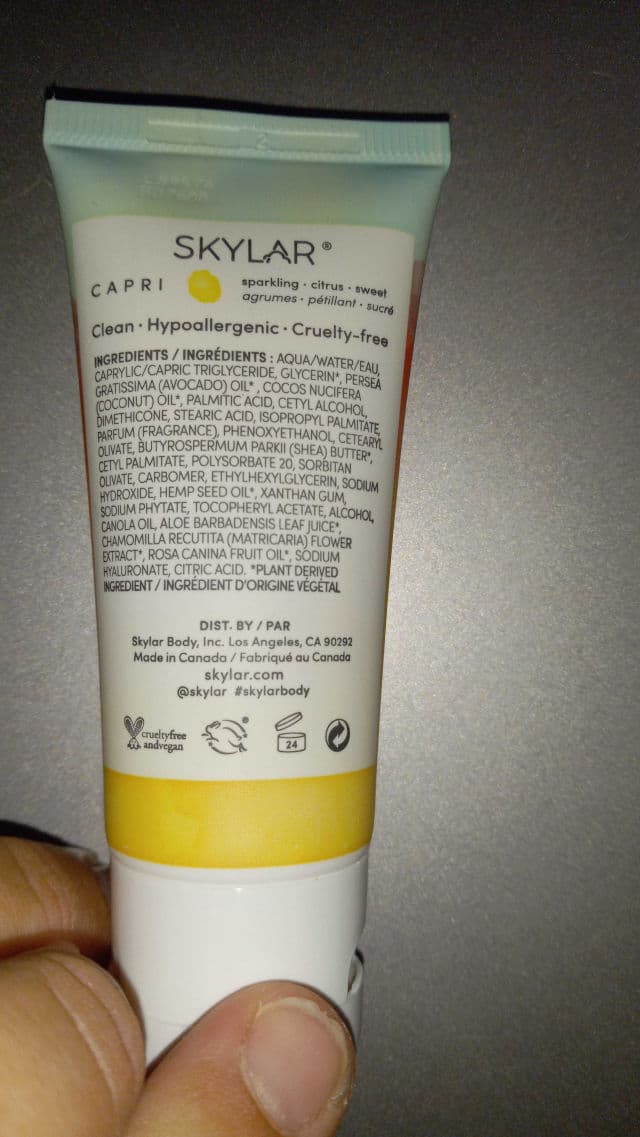 SKYLAR®
CAPRI
sparkling · citrus · sweet
agrumes · pétillant · sucré
Clean · Hypoallergenic · Cruelty-free
INGREDIENTS / INGRÉDIENTS : AQUA/WATER/EAU,
CAPRYLIC/CAPRIC TRIGLYCERIDE, GLYCERIN*, PERSEA
GRATISSIMA (AVOCADO) OIL* , COCOS NUCIFERA
(COCONUT) OIL*, PALMITIC ACID, CETYL ALCOHOL,
DIMETHICONE, STEARIC ACID, ISOPROPYL PALMITATE,
PARFUM (FRAGRANCE), PHENOXYETHANOL, CETEARYL
OLIVATE, BUTYROSPERMUM PARKII (SHEA) BUTTER*,
CETYL PALMITATE, POLYSORBATE 20, SORBITAN
OLIVATE, CARBOMER, ETHYLHEXYLGLYCERIN, SODIUM
HYDROXIDE, HEMP SEED OIL*, XANTHAN GUM,
SODIUM PHYTATE, TOCOPHERYL ACETATE, ALCOHOL,
CANOLA OIL, ALOE BARBADENSIS LEAF JUICE*,
CHAMOMILLA RECUTITA (MATRICARIA) FLOWER
EXTRACT*, ROSA CANINA FRUIT OIL*, SODIUM
HYALURONATE, CITRIC ACID. *PLANT DERIVED
INGREDIENT / INGRÉDIENT D'ORIGINE VÉGÉTAL
DIST. BY / PAR
Skylar Body, Inc. Los Angeles, CA 90292
Made in Canada / Fabriqué au Canada
skylar.com
@skylar #skylarbody
crueltyfree
andvegan
24